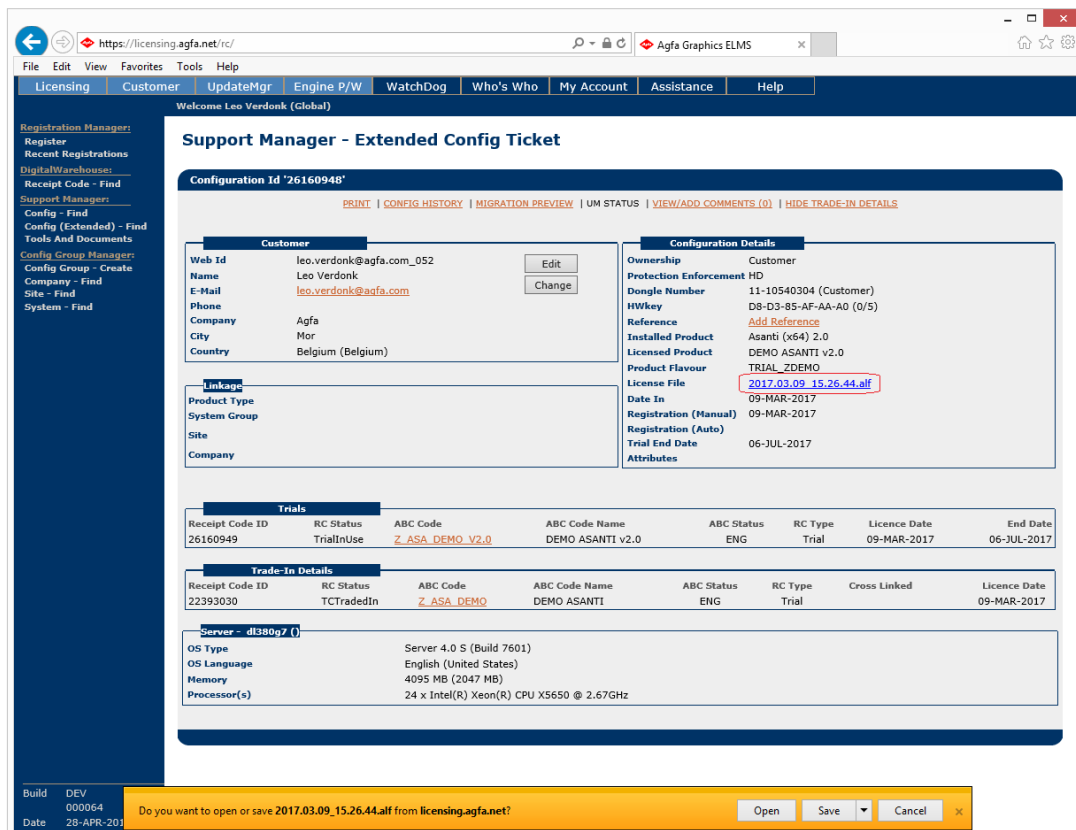 https://licensing.agfa.net/rc/
Agfa Graphics ELMS
File Edit View Favorites Tools Help
Licensing Customer UpdateMgr Engine P/W WatchDog Who's Who My Account Assistance Help
Welcome Leo Verdonk (Global)
Registration Manager:
Register
Recent Registrations
DigitalWarehouse:
Receipt Code - Find
Support Manager:
Config - Find
Config (Extended) - Find
Tools And Documents
Config Group Manager:
Config Group - Create
Company - Find
Site - Find
System - Find
Support Manager - Extended Config Ticket
Configuration Id '26160948'
PRINT | CONFIG HISTORY | MIGRATION PREVIEW | UM STATUS | VIEW/ADD COMMENTS (0) | HIDE TRADE-IN DETAILS
Customer
Web Id leo.verdonk@agfa.com_052 Edit
Name Leo Verdonk
E-Mail leo.verdonk@agfa.com Change
Phone
Company Agfa
City Mor
Country Belgium (Belgium)
Linkage
Product Type
System Group
Site
Company
Configuration Details
Ownership Customer
Protection Enforcement HD
Dongle Number 11-10540304 (Customer)
HWkey D8-D3-85-AF-AA-A0 (0/5)
Reference Add Reference
Installed Product Asanti (x64) 2.0
Licensed Product DEMO ASANTI v2.0
Product Flavour TRIAL_ZDEMO
License File 2017.03.09_15.26.44.alf
Date In 09-MAR-2017
Registration (Manual) 09-MAR-2017
Registration (Auto)
Trial End Date 06-JUL-2017
Attributes
Trials
Receipt Code ID RC Status ABC Code ABC Code Name ABC Status RC Type Licence Date End Date
26160949 TrialInUse Z_ASA_DEMO_V2.0 DEMO ASANTI v2.0 ENG Trial 09-MAR-2017 06-JUL-2017
Trade-In Details
Receipt Code ID RC Status ABC Code ABC Code Name ABC Status RC Type Cross Linked Licence Date
22393030 TCTradedIn Z_ASA_DEMO DEMO ASANTI ENG Trial 09-MAR-2017
Server - dl380g7 ()
OS Type Server 4.0 S (Build 7601)
OS Language English (United States)
Memory 4095 MB (2047 MB)
Processor(s) 24 x Intel(R) Xeon(R) CPU X5650 @ 2.67GHz
Build DEV
000064
Date 28-APR-201
Do you want to open or save 2017.03.09_15.26.44.alf from licensing.agfa.net? Open Save Cancel